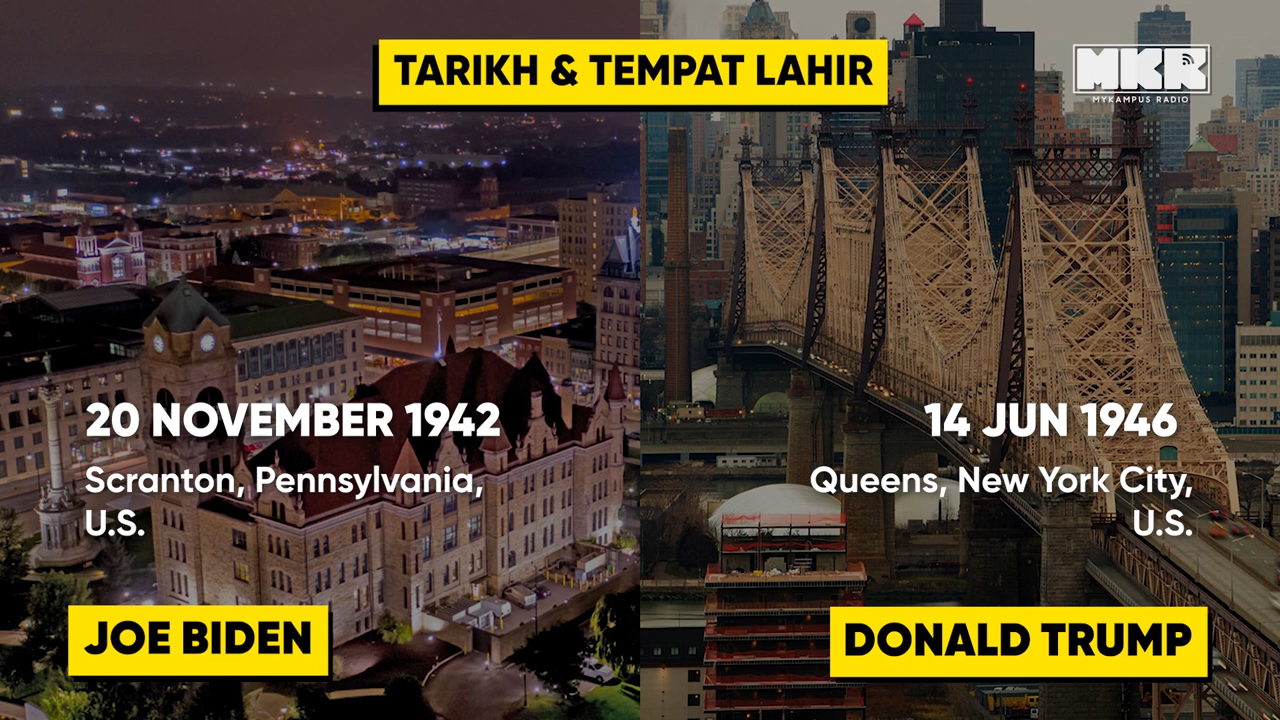 TARIKH & TEMPAT LAHIR
MKR
MYKAMPUS RADIO
20 NOVEMBER 1942
Scranton, Pennsylvania,
U.S.
JOE BIDEN
14 JUN 1946
Queens, New York City,
U.S.
DONALD TRUMP